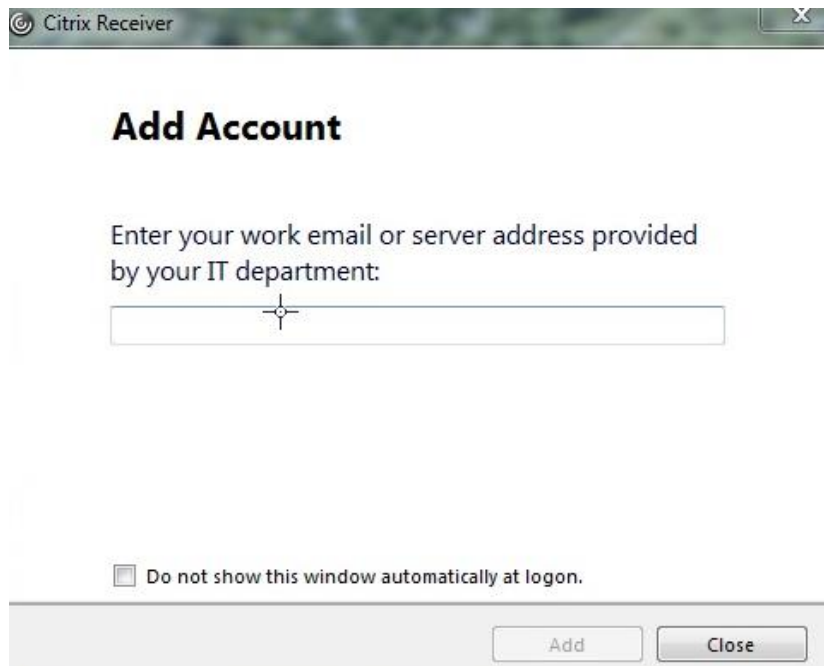 Citrix Receiver
Add Account
Enter your work email or server address provided
by your IT department:
Do not show this window automatically at logon.
Add
Close